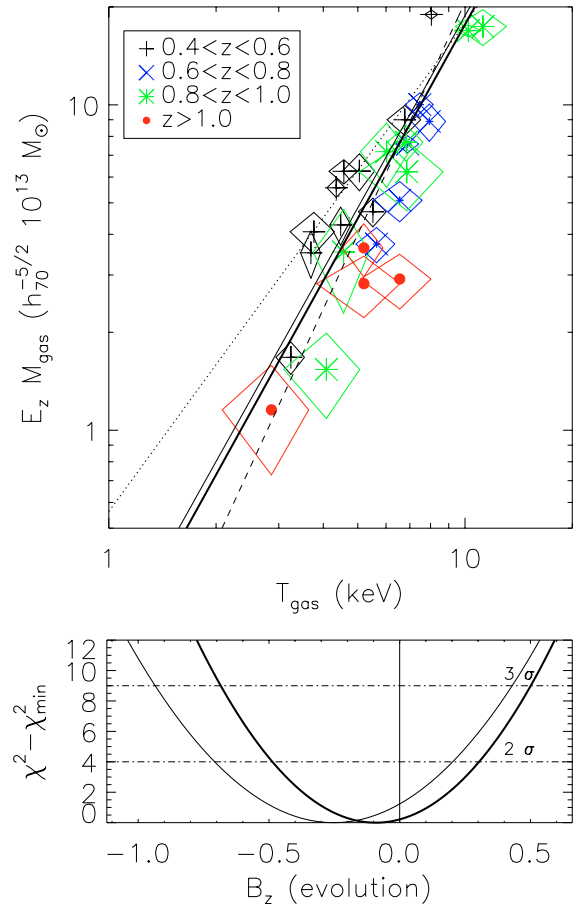 0.4<z<0.6
0.6<z<0.8
0.8<z<1.0
z>1.0
10
1
E_z M_gas (h_70^-5/2 10^13 M_⊙)
1 10
T_gas (keV)
12
10
8
6
4
2
0
χ²−χ²_min
3 σ
2 σ
−1.0 −0.5 0.0 0.5
B_z (evolution)